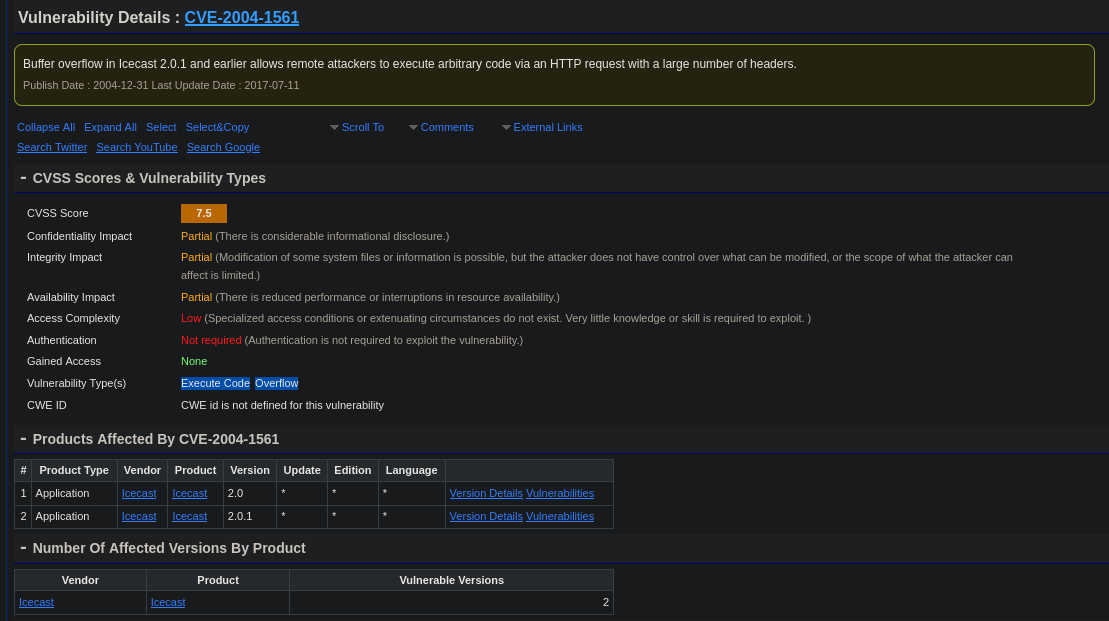 Vulnerability Details : CVE-2004-1561
Buffer overflow in Icecast 2.0.1 and earlier allows remote attackers to execute arbitrary code via an HTTP request with a large number of headers.
Publish Date : 2004-12-31 Last Update Date : 2017-07-11
Collapse All Expand All Select Select&Copy Scroll To Comments External Links
Search Twitter Search YouTube Search Google
- CVSS Scores & Vulnerability Types
CVSS Score 7.5
Confidentiality Impact Partial (There is considerable informational disclosure.)
Integrity Impact Partial (Modification of some system files or information is possible, but the attacker does not have control over what can be modified, or the scope of what the attacker can
affect is limited.)
Availability Impact Partial (There is reduced performance or interruptions in resource availability.)
Access Complexity Low (Specialized access conditions or extenuating circumstances do not exist. Very little knowledge or skill is required to exploit. )
Authentication Not required (Authentication is not required to exploit the vulnerability.)
Gained Access None
Vulnerability Type(s) Execute Code Overflow
CWE ID CWE id is not defined for this vulnerability
- Products Affected By CVE-2004-1561
# Product Type Vendor Product Version Update Edition Language
1 Application Icecast Icecast 2.0 * * * Version Details Vulnerabilities
2 Application Icecast Icecast 2.0.1 * * * Version Details Vulnerabilities
- Number Of Affected Versions By Product
Vendor Product Vulnerable Versions
Icecast Icecast 2